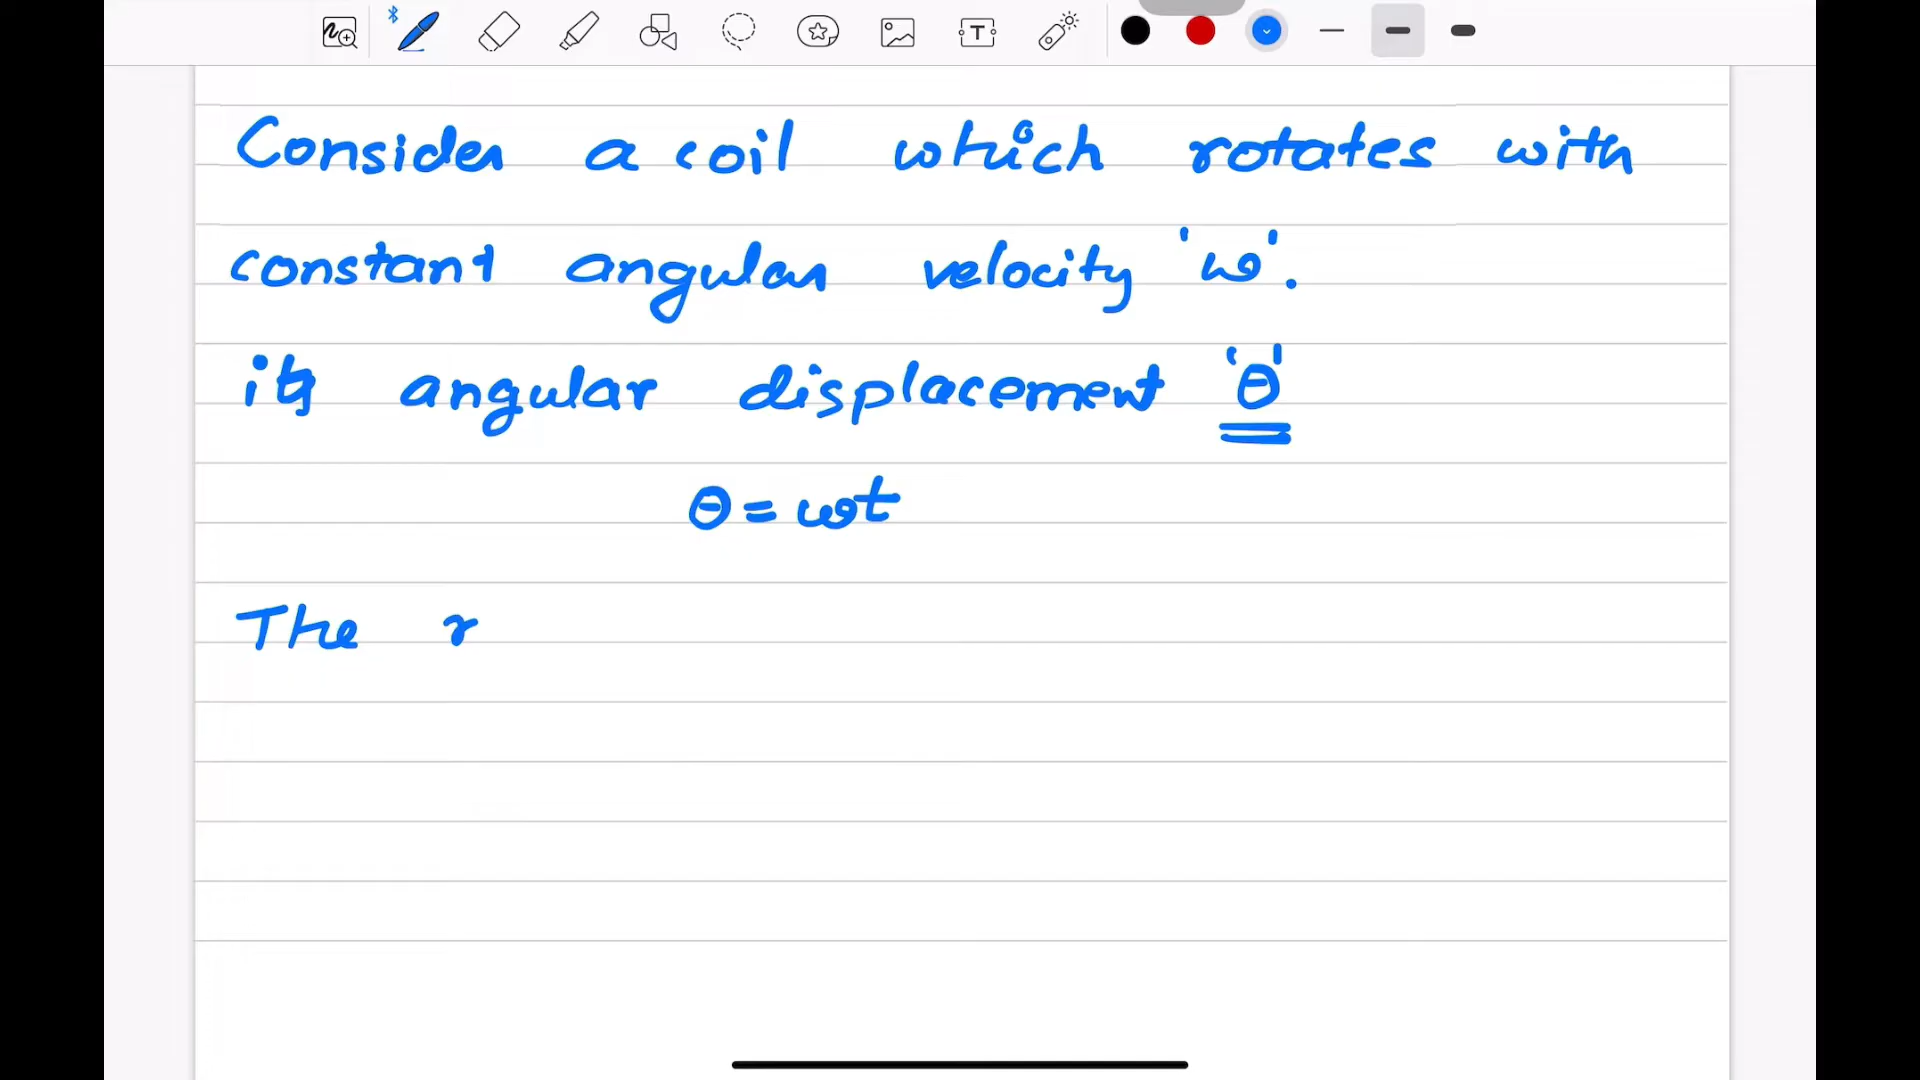 Consider a coil which rotates with
constant angular velocity 'ω'.
its angular displacement 'θ'
θ = ωt
The r